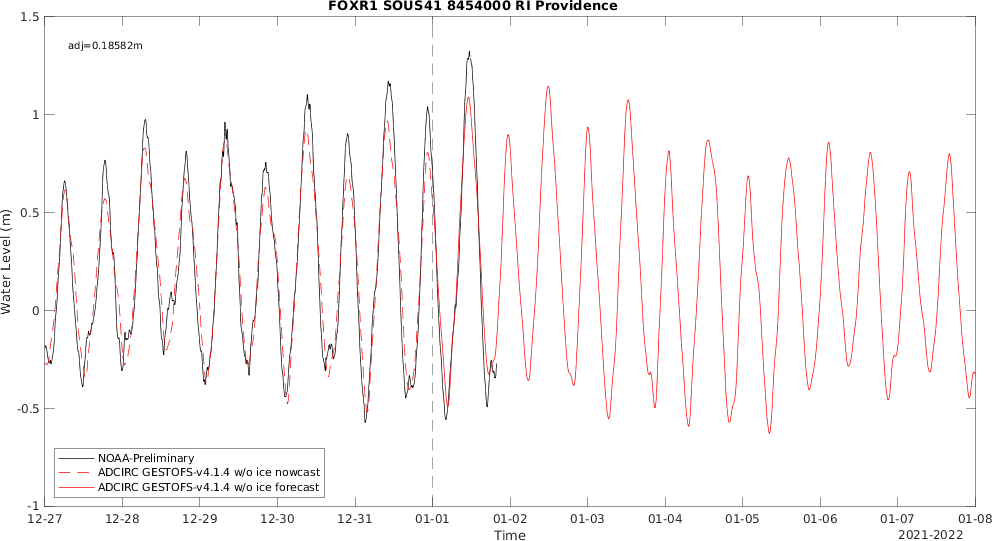 FOXR1 SOUS41 8454000 RI Providence
adj=0.18582m
1.5
1
0.5
0
-0.5
-1
Water Level (m)
NOAA-Preliminary
ADCIRC GESTOFS-v4.1.4 w/o ice nowcast
ADCIRC GESTOFS-v4.1.4 w/o ice forecast
12-27 12-28 12-29 12-30 12-31 01-01 01-02 01-03 01-04 01-05 01-06 01-07 01-08
Time
2021-2022